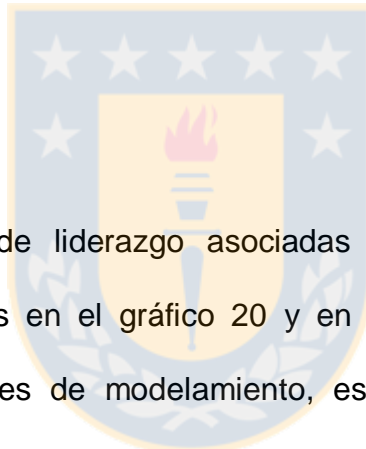 de liderazgo asociadas
s en el gráfico 20 y en
es de modelamiento, es